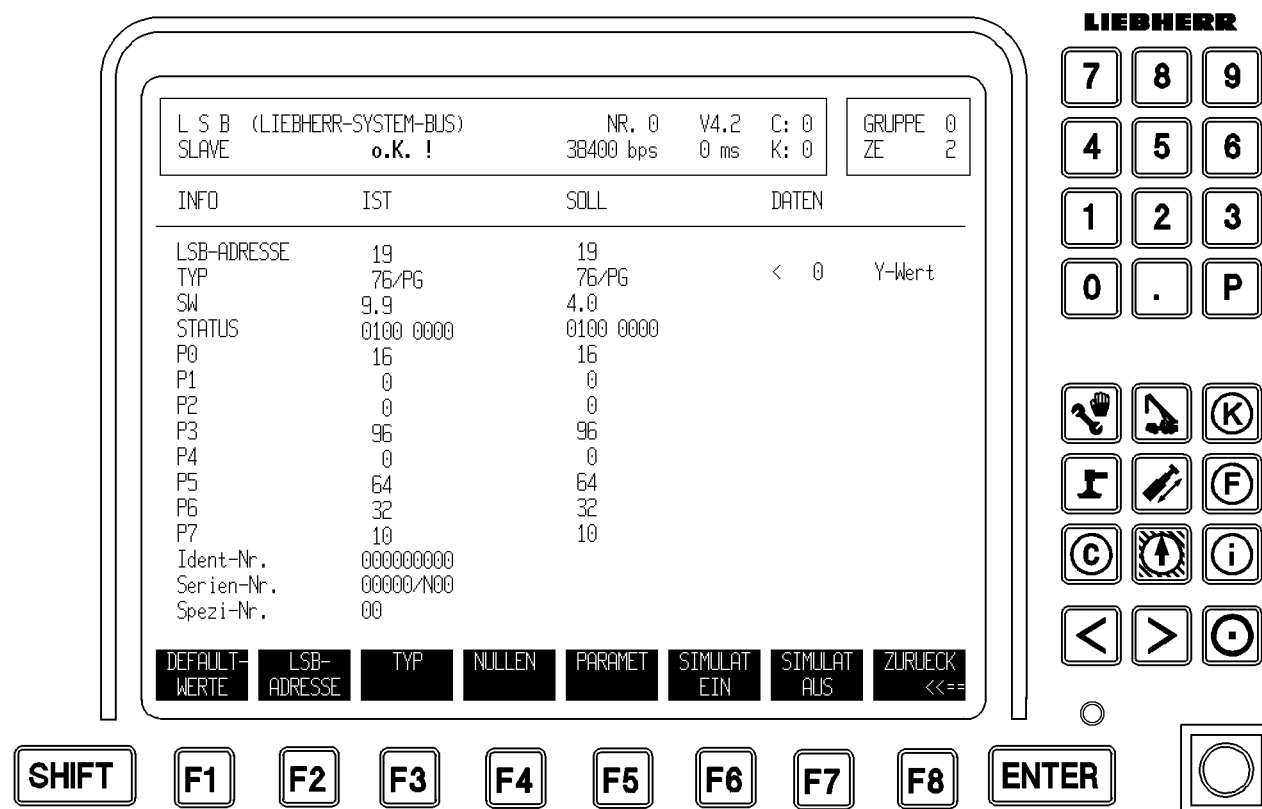 LIEBHERR
L S B (LIEBHERR-SYSTEM-BUS) NR. 0 V4.2 C: 0 GRUPPE 0
SLAVE o.K. ! 38400 bps 0 ms K: 0 ZE 2
INFO IST SOLL DATEN
LSB-ADRESSE 19 19
TYP 76/PG 76/PG < 0 Y-Wert
SW 9.9 4.0
STATUS 0100 0000 0100 0000
P0 16 16
P1 0 0
P2 0 0
P3 96 96
P4 0 0
P5 64 64
P6 32 32
P7 10 10
Ident-Nr. 000000000
Serien-Nr. 00000/N00
Spezi-Nr. 00
DEFAULT- LSB- TYP NULLEN PARAMET SIMULAT SIMULAT ZURUECK
WERTE ADRESSE EIN AUS <<==
7 8 9
4 5 6
1 2 3
0 . P
K
F
C i
< >
SHIFT F1 F2 F3 F4 F5 F6 F7 F8 ENTER